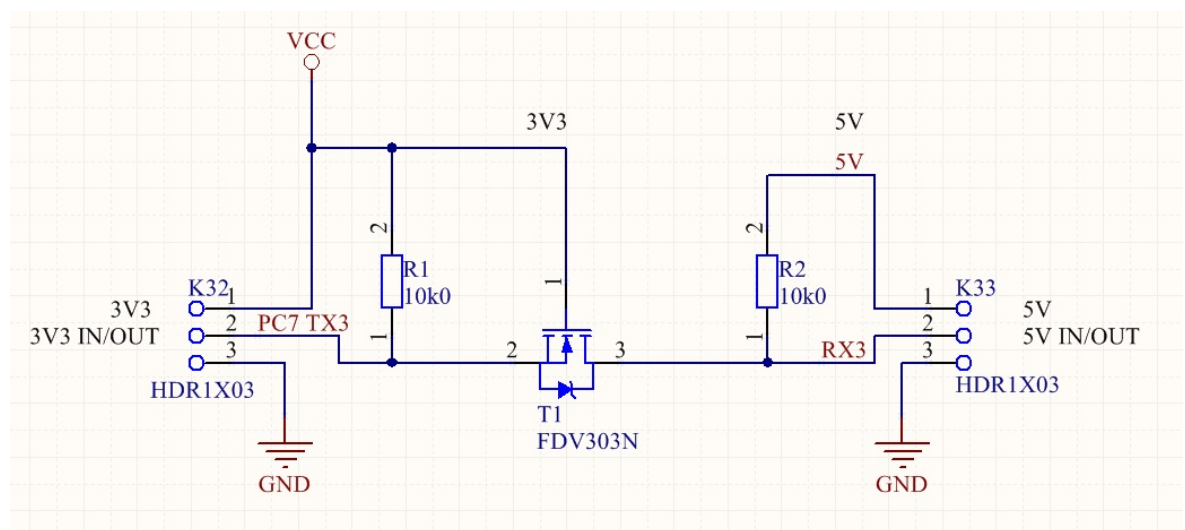 VCC
3V3
5V
5V
2
R1
10k0
1
1
2
R2
10k0
1
K32
1
3V3
2
PC7 TX3
3V3 IN/OUT
3
HDR1X03
GND
2
3
T1
FDV303N
K33
1
5V
2
RX3
5V IN/OUT
3
HDR1X03
GND